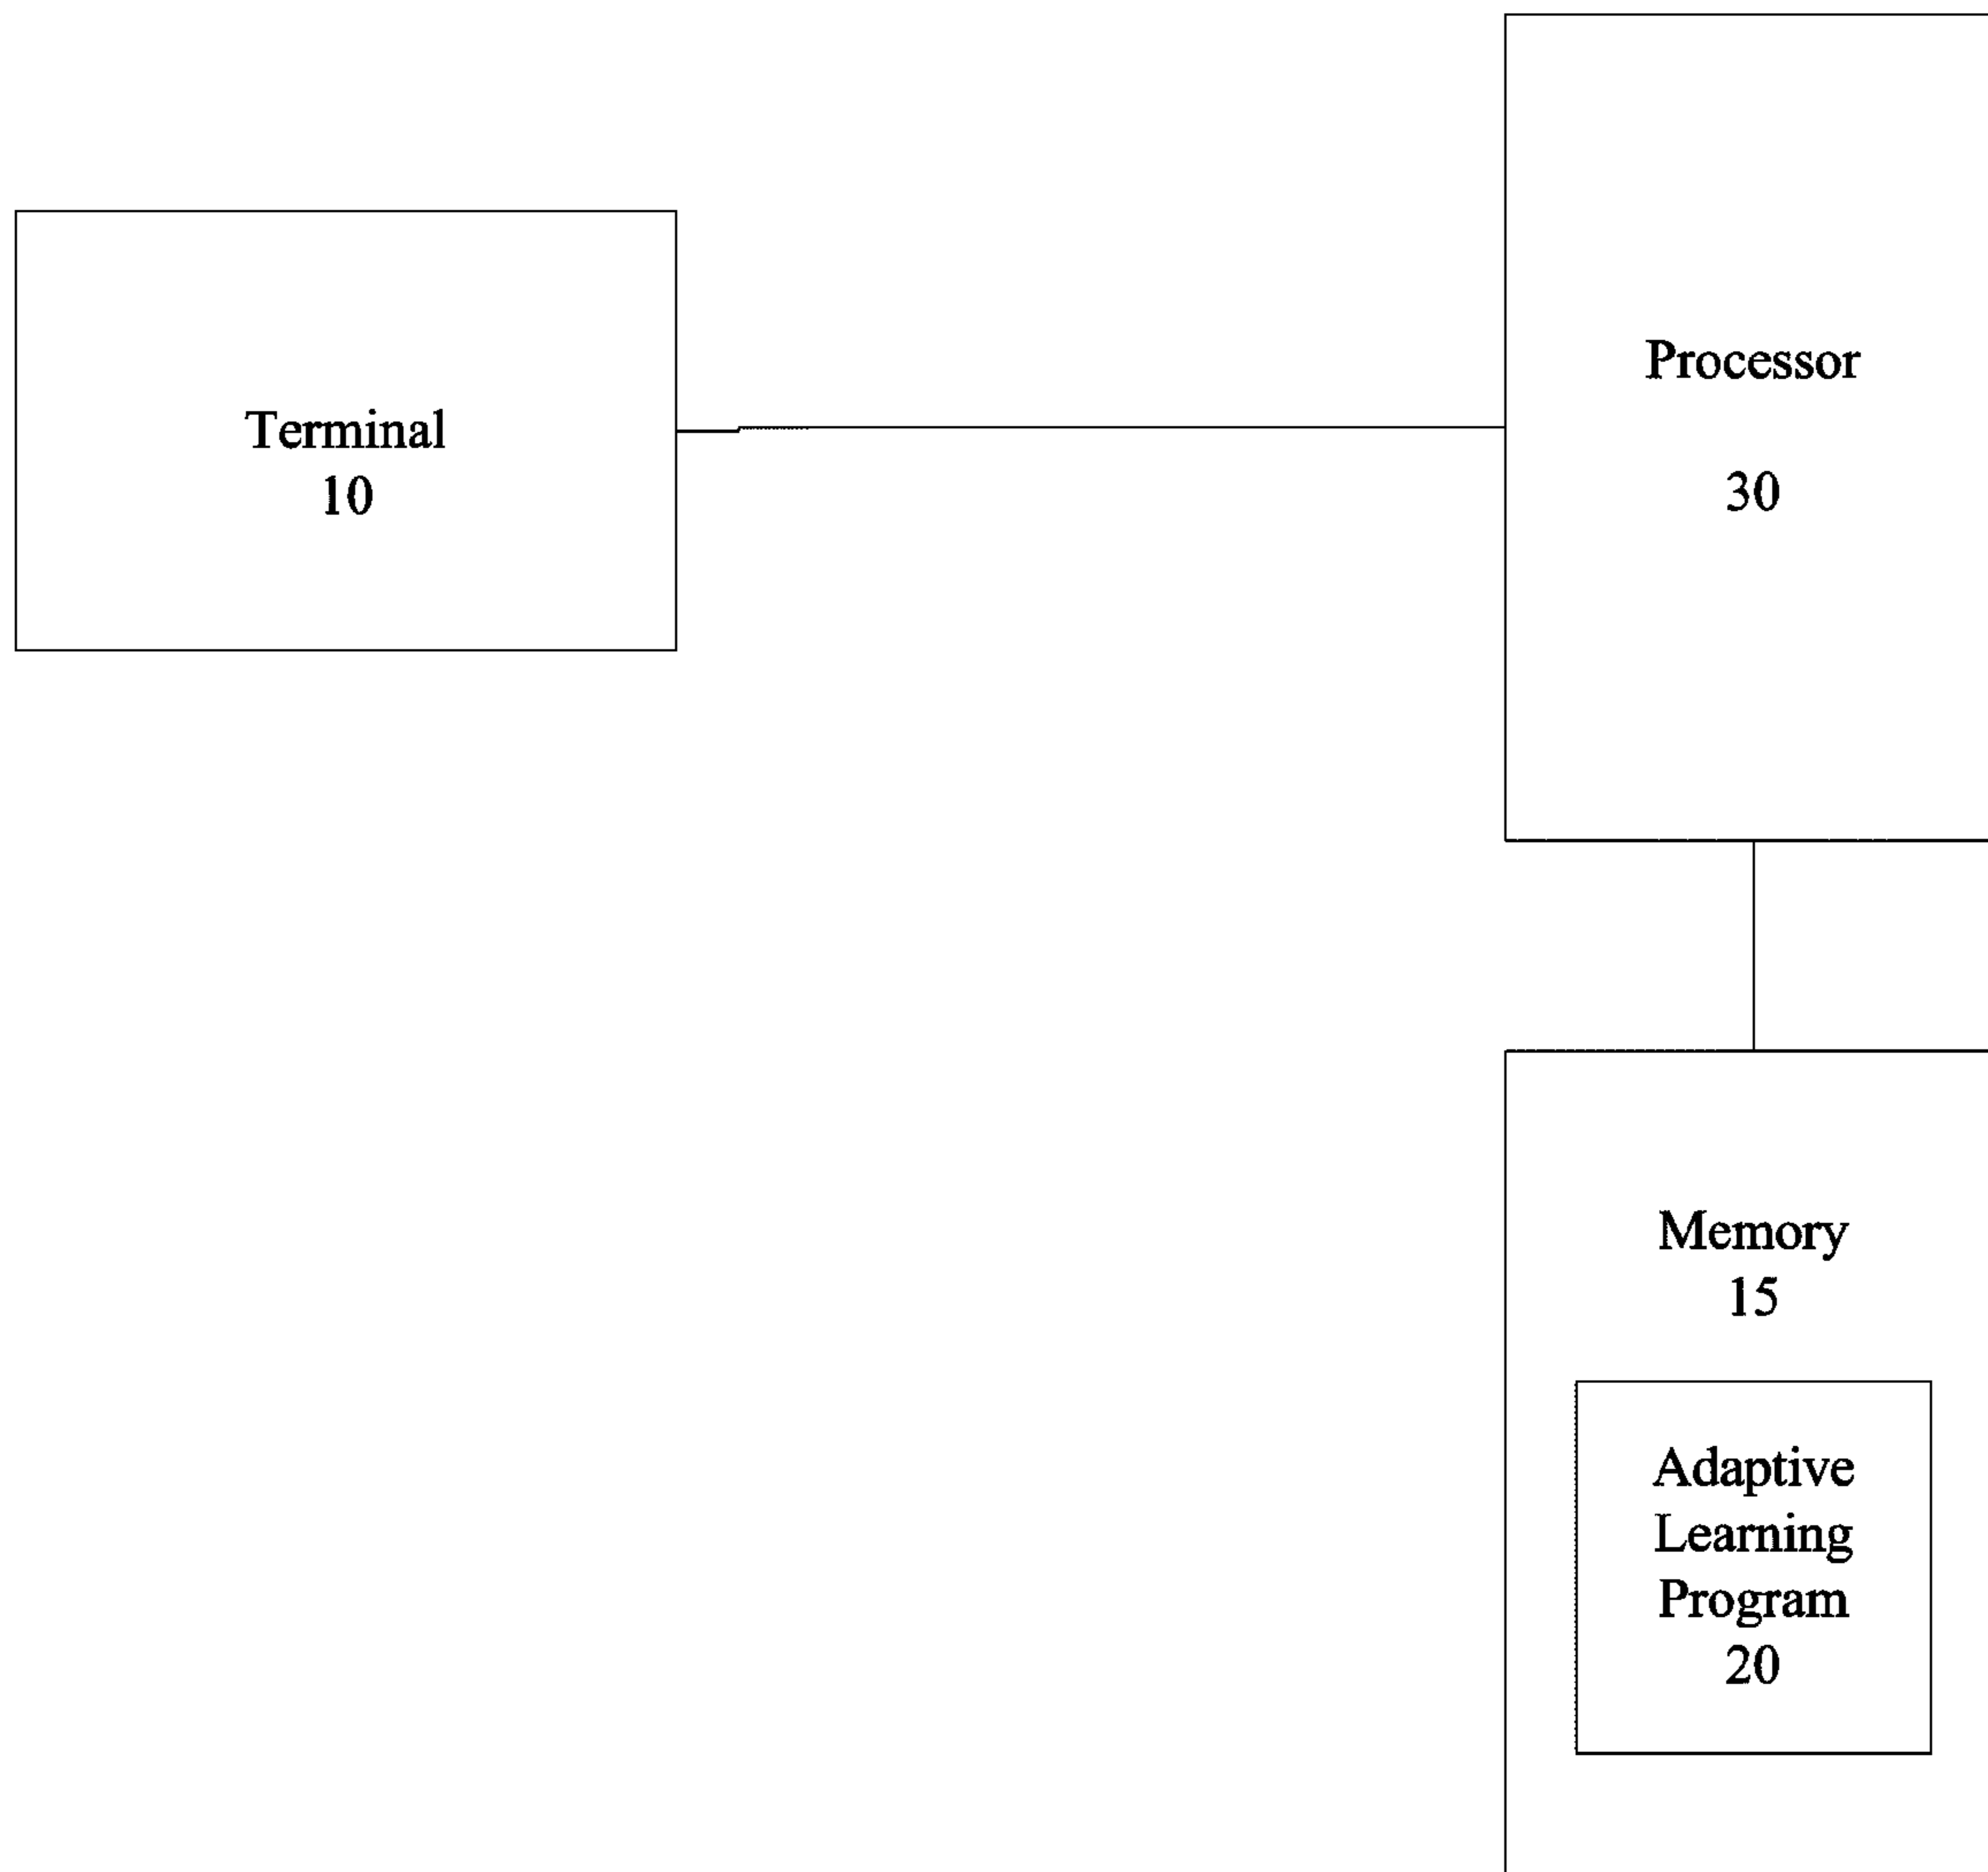 Terminal
10
Processor
30
Memory
15
Adaptive
Learning
Program
20